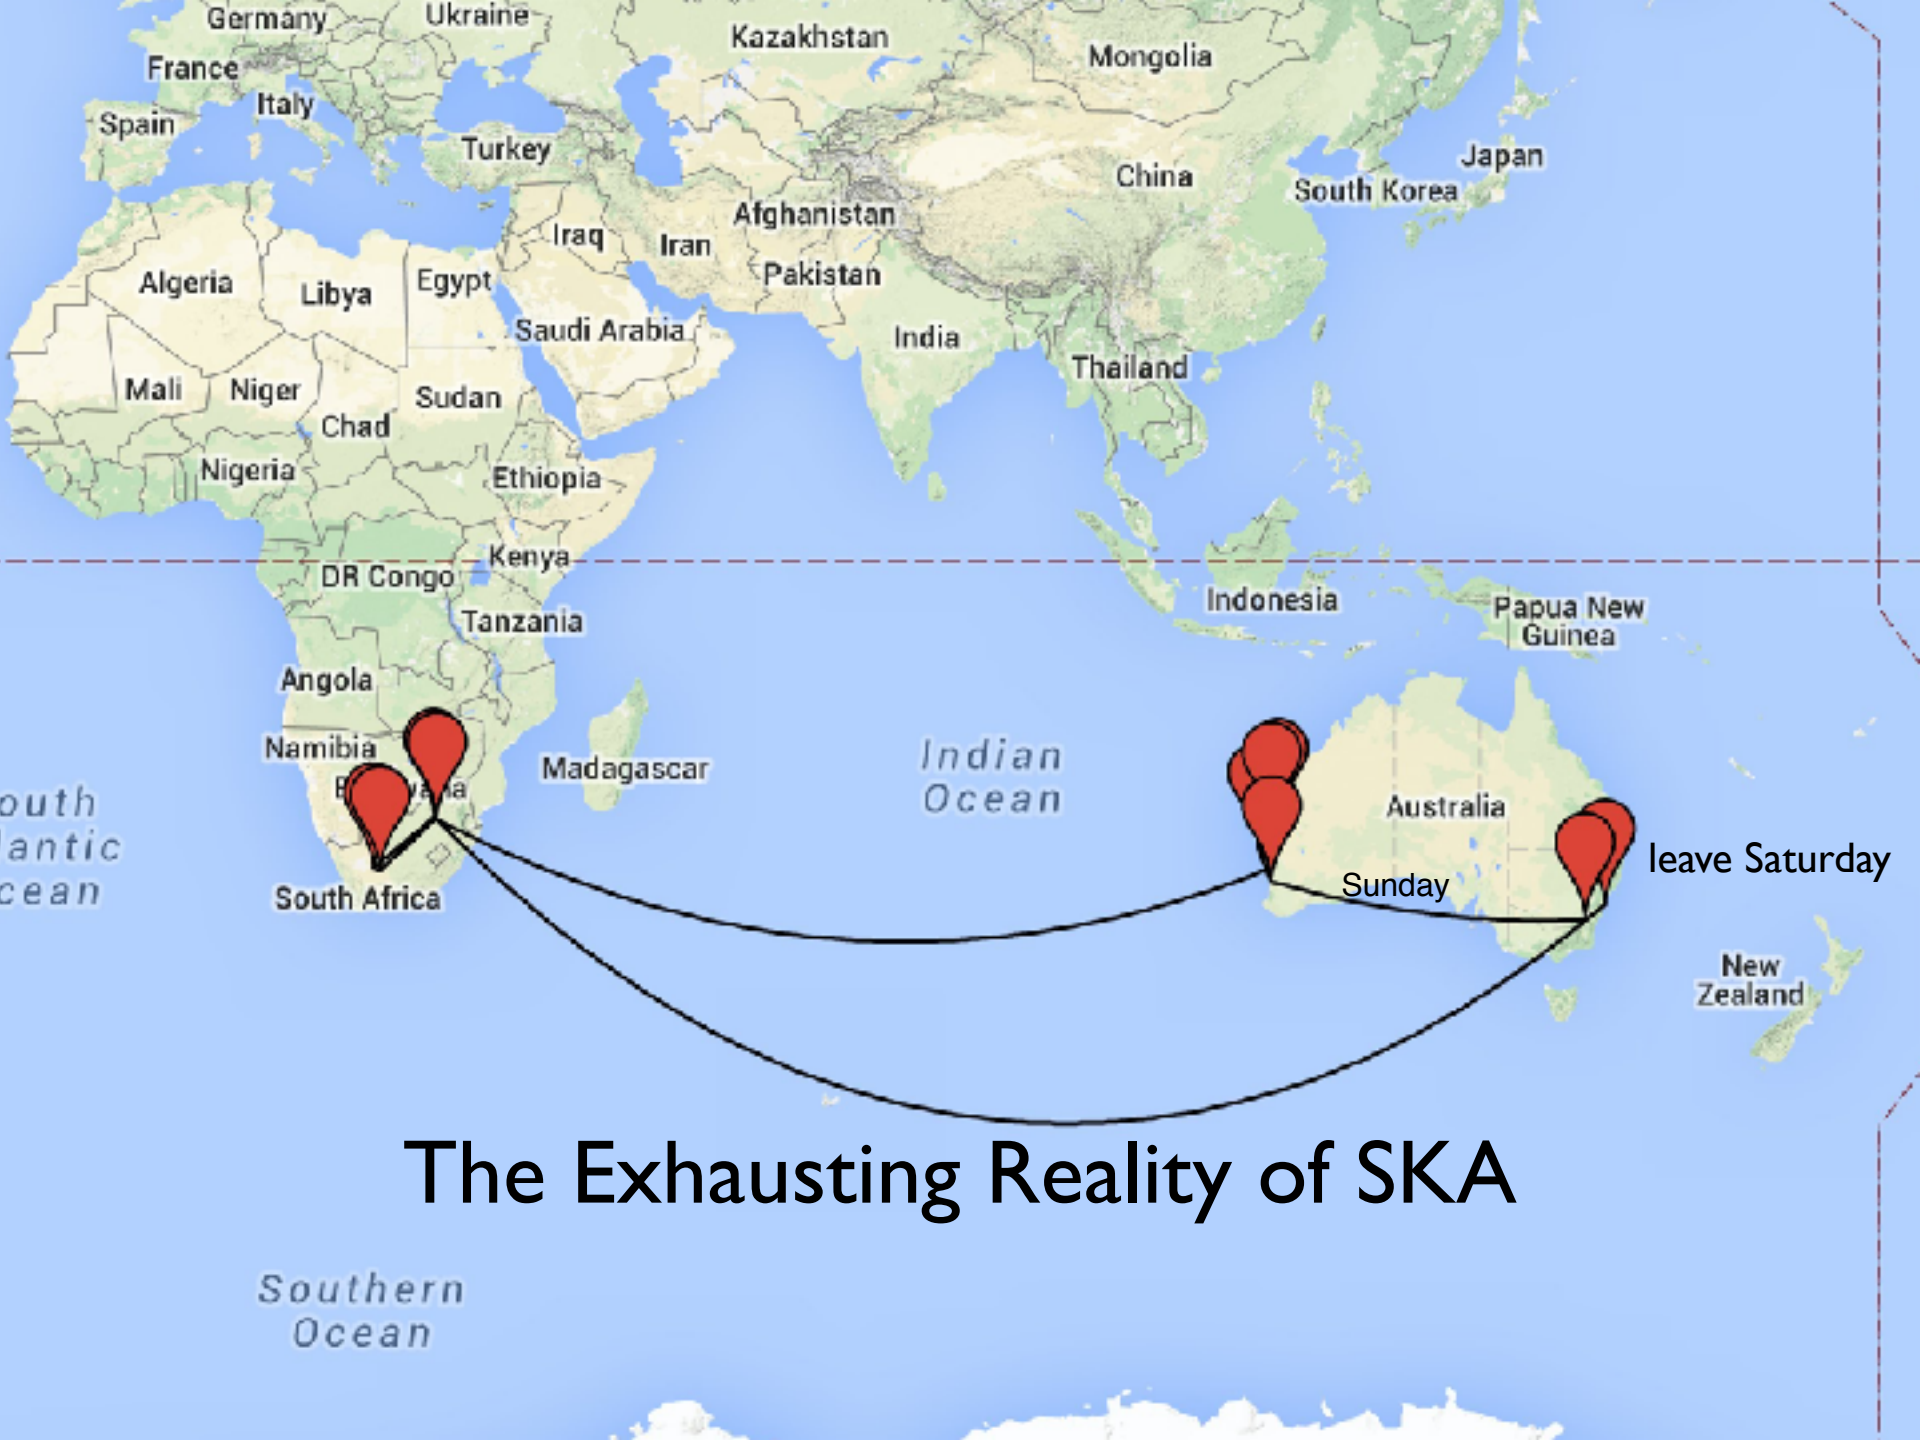 Germany
Ukraine
Kazakhstan
Mongolia
France
Italy
Spain
Turkey
Japan
China
South Korea
Afghanistan
Iraq
Iran
Pakistan
Algeria
Libya
Egypt
Saudi Arabia
India
Thailand
Mali
Niger
Sudan
Chad
Nigeria
Ethiopia
Kenya
DR Congo
Tanzania
Indonesia
Papua New
Guinea
Angola
Namibia
Madagascar
Indian
Ocean
outh
lantic
cean
Australia
leave Saturday
Sunday
South Africa
New
Zealand
The Exhausting Reality of SKA
Southern
Ocean